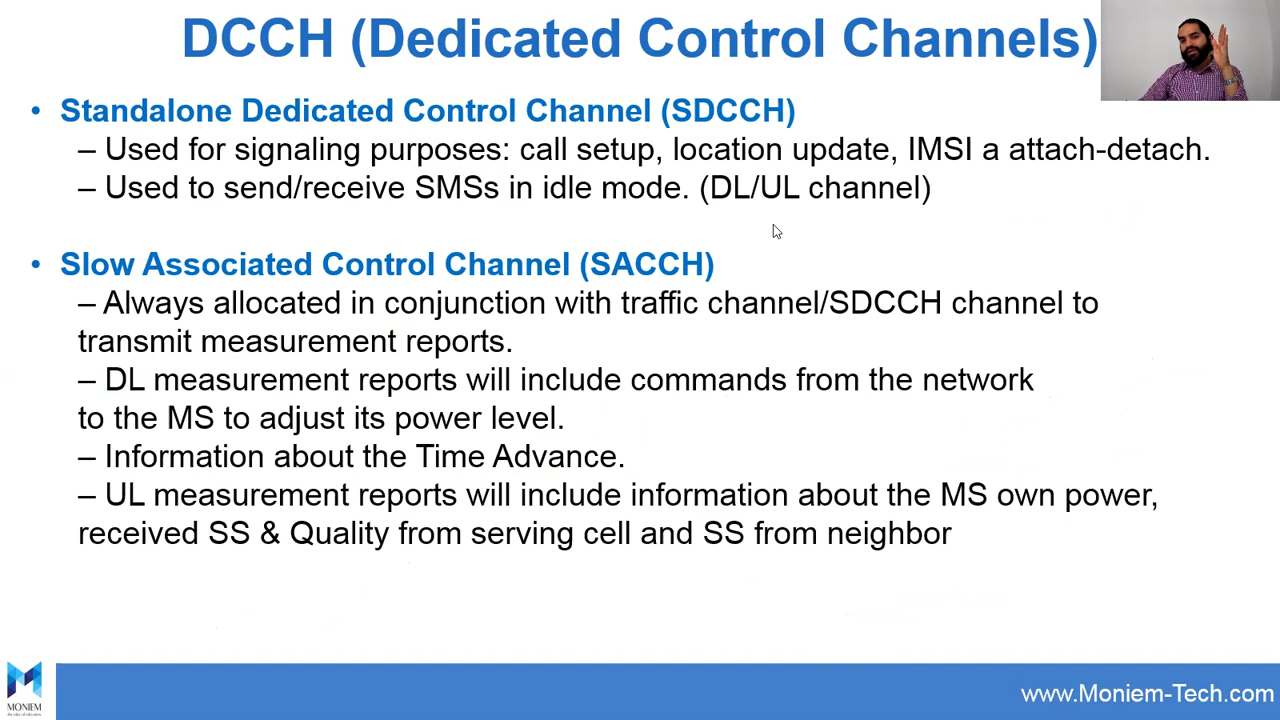 DCCH (Dedicated Control Channels)
• Standalone Dedicated Control Channel (SDCCH)
– Used for signaling purposes: call setup, location update, IMSI a attach-detach.
– Used to send/receive SMSs in idle mode. (DL/UL channel)
• Slow Associated Control Channel (SACCH)
– Always allocated in conjunction with traffic channel/SDCCH channel to
transmit measurement reports.
– DL measurement reports will include commands from the network
to the MS to adjust its power level.
– Information about the Time Advance.
– UL measurement reports will include information about the MS own power,
received SS & Quality from serving cell and SS from neighbor
MONIEM
www.Moniem-Tech.com